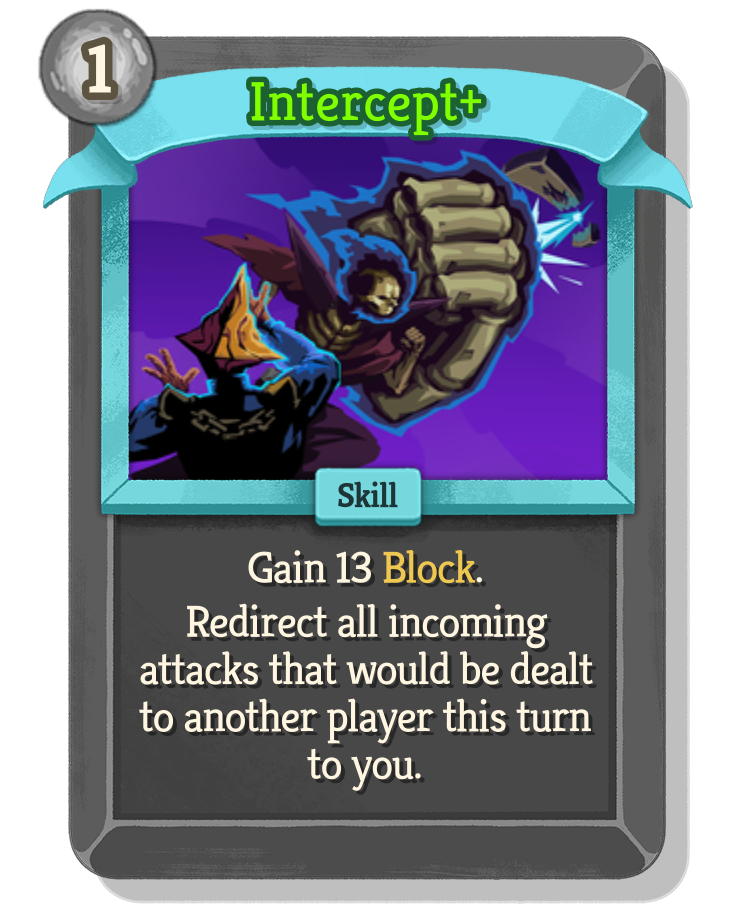 1
Intercept+
Skill
Gain 13 Block.
Redirect all incoming
attacks that would be dealt
to another player this turn
to you.